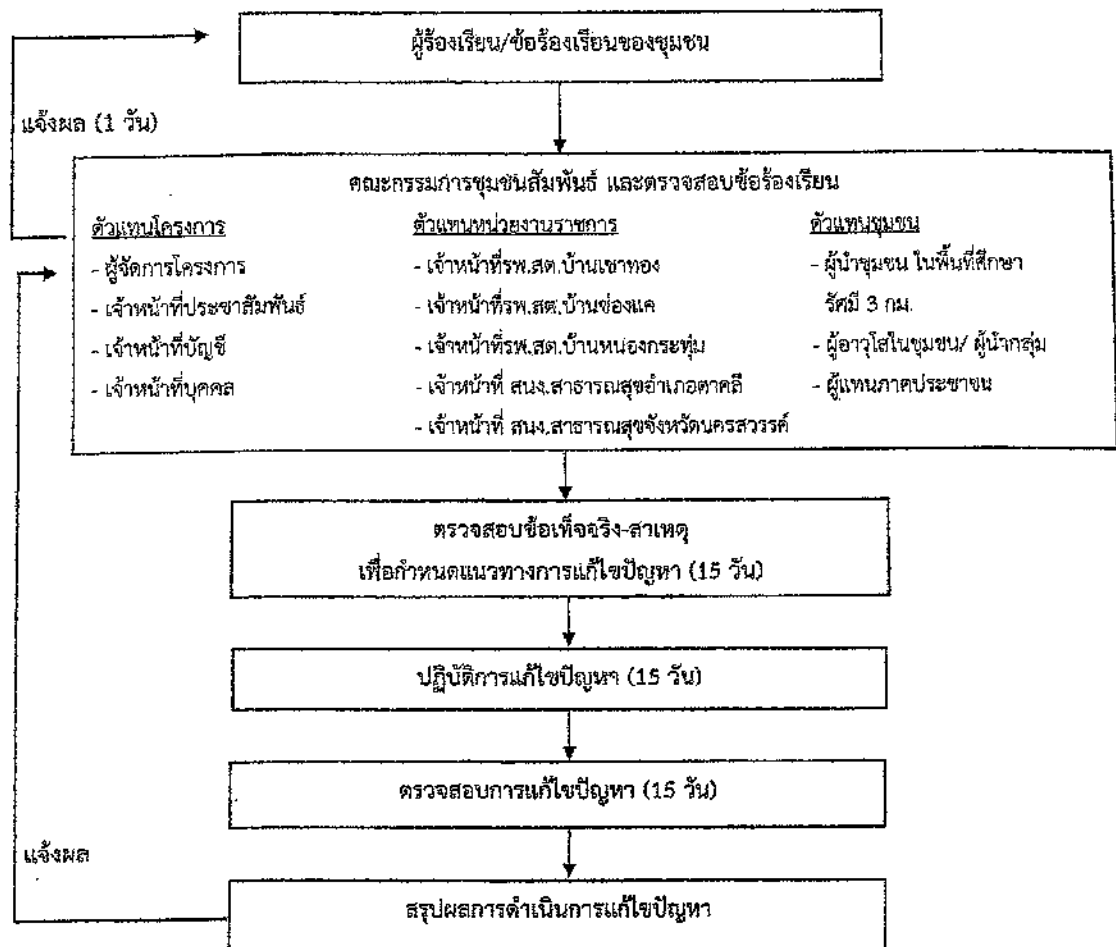 ผู้ร้องเรียน/ข้อร้องเรียนของชุมชน
แจ้งผล (1 วัน)
คณะกรรมการชุมชนสัมพันธ์ และตรวจสอบข้อร้องเรียน
ตัวแทนโครงการ
- ผู้จัดการโครงการ
- เจ้าหน้าที่ประชาสัมพันธ์
- เจ้าหน้าที่บัญชี
- เจ้าหน้าที่บุคคล
ตัวแทนหน่วยงานราชการ
- เจ้าหน้าที่รพ.สต.บ้านเขาทอง
- เจ้าหน้าที่รพ.สต.บ้านช่องแค
- เจ้าหน้าที่รพ.สต.บ้านหนองกระทุ่ม
- เจ้าหน้าที่ สนง.สาธารณสุขอำเภอตาคลี
- เจ้าหน้าที่ สนง.สาธารณสุขจังหวัดนครสวรรค์
ตัวแทนชุมชน
- ผู้นำชุมชน ในพื้นที่ศึกษา
รัศมี 3 กม.
- ผู้อาวุโสในชุมชน/ ผู้นำกลุ่ม
- ผู้แทนภาคประชาชน
ตรวจสอบข้อเท็จจริง-สาเหตุ
เพื่อกำหนดแนวทางการแก้ไขปัญหา (15 วัน)
ปฏิบัติการแก้ไขปัญหา (15 วัน)
ตรวจสอบการแก้ไขปัญหา (15 วัน)
แจ้งผล
สรุปผลการดำเนินการแก้ไขปัญหา